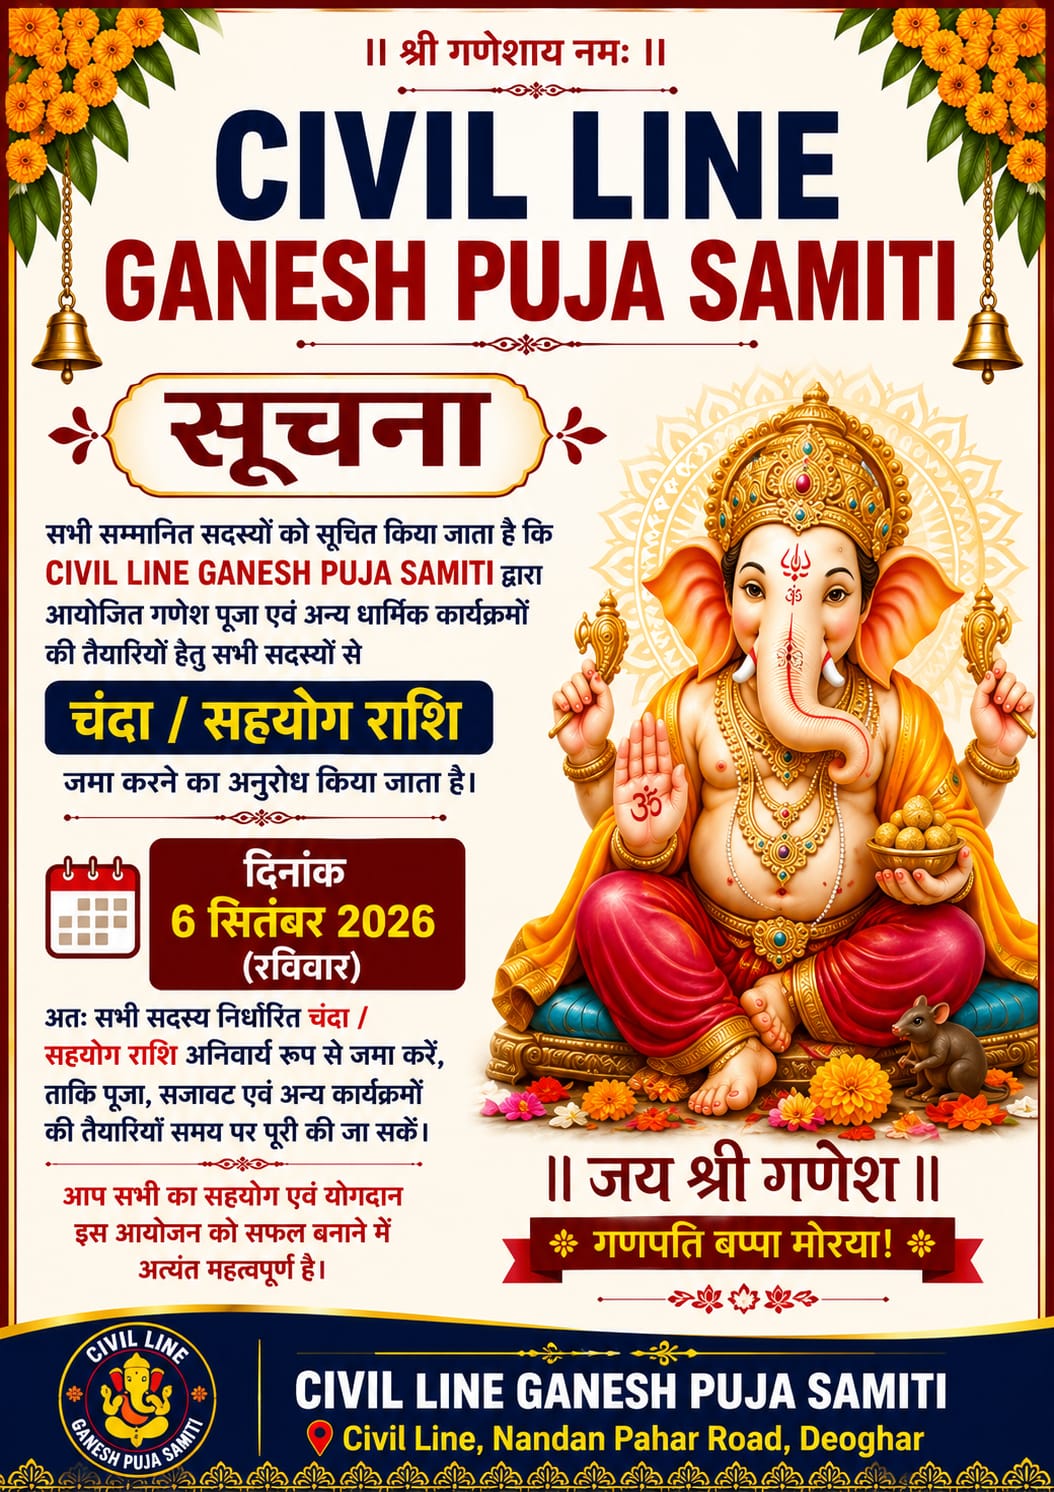 ॥ श्री गणेशाय नमः ॥
CIVIL LINE
GANESH PUJA SAMITI
सूचना
सभी सम्मानित सदस्यों को सूचित किया जाता है कि
CIVIL LINE GANESH PUJA SAMITI द्वारा
आयोजित गणेश पूजा एवं अन्य धार्मिक कार्यक्रमों
की तैयारियों हेतु सभी सदस्यों से
चंदा / सहयोग राशि
जमा करने का अनुरोध किया जाता है।
दिनांक
6 सितंबर 2026
(रविवार)
अतः सभी सदस्य निर्धारित चंदा /
सहयोग राशि अनिवार्य रूप से जमा करें,
ताकि पूजा, सजावट एवं अन्य कार्यक्रमों
की तैयारियों समय पर पूरी की जा सकें।
आप सभी का सहयोग एवं योगदान
इस आयोजन को सफल बनाने में
अत्यंत महत्वपूर्ण है।
ॐ
ॐ
॥ जय श्री गणेश ॥
गणपति बप्पा मोरया!
CIVIL LINE
GANESH PUJA SAMITI
CIVIL LINE GANESH PUJA SAMITI
Civil Line, Nandan Pahar Road, Deoghar